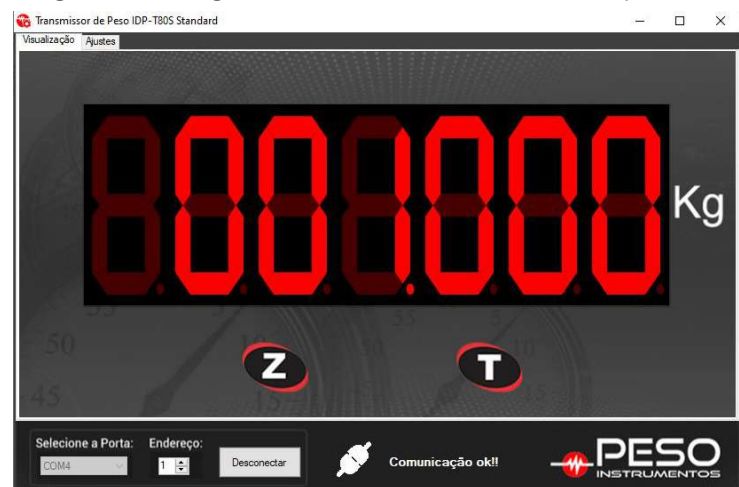 Transmissor de Peso IDP-T80S Standard
Visualização Ajustes
001.000 Kg
Z T
Selecione a Porta: Endereço:
COM4 1 Desconectar Comunicação ok!! PESO
INSTRUMENTOS